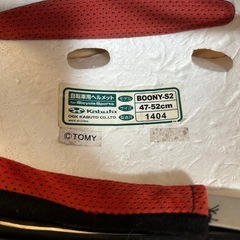 自転車用ヘルメット
for Bicycle Sports
Kabuto
OGK KABUTO CO.,LTD.
BOONY-S2
47-52cm
1404
©TOMY